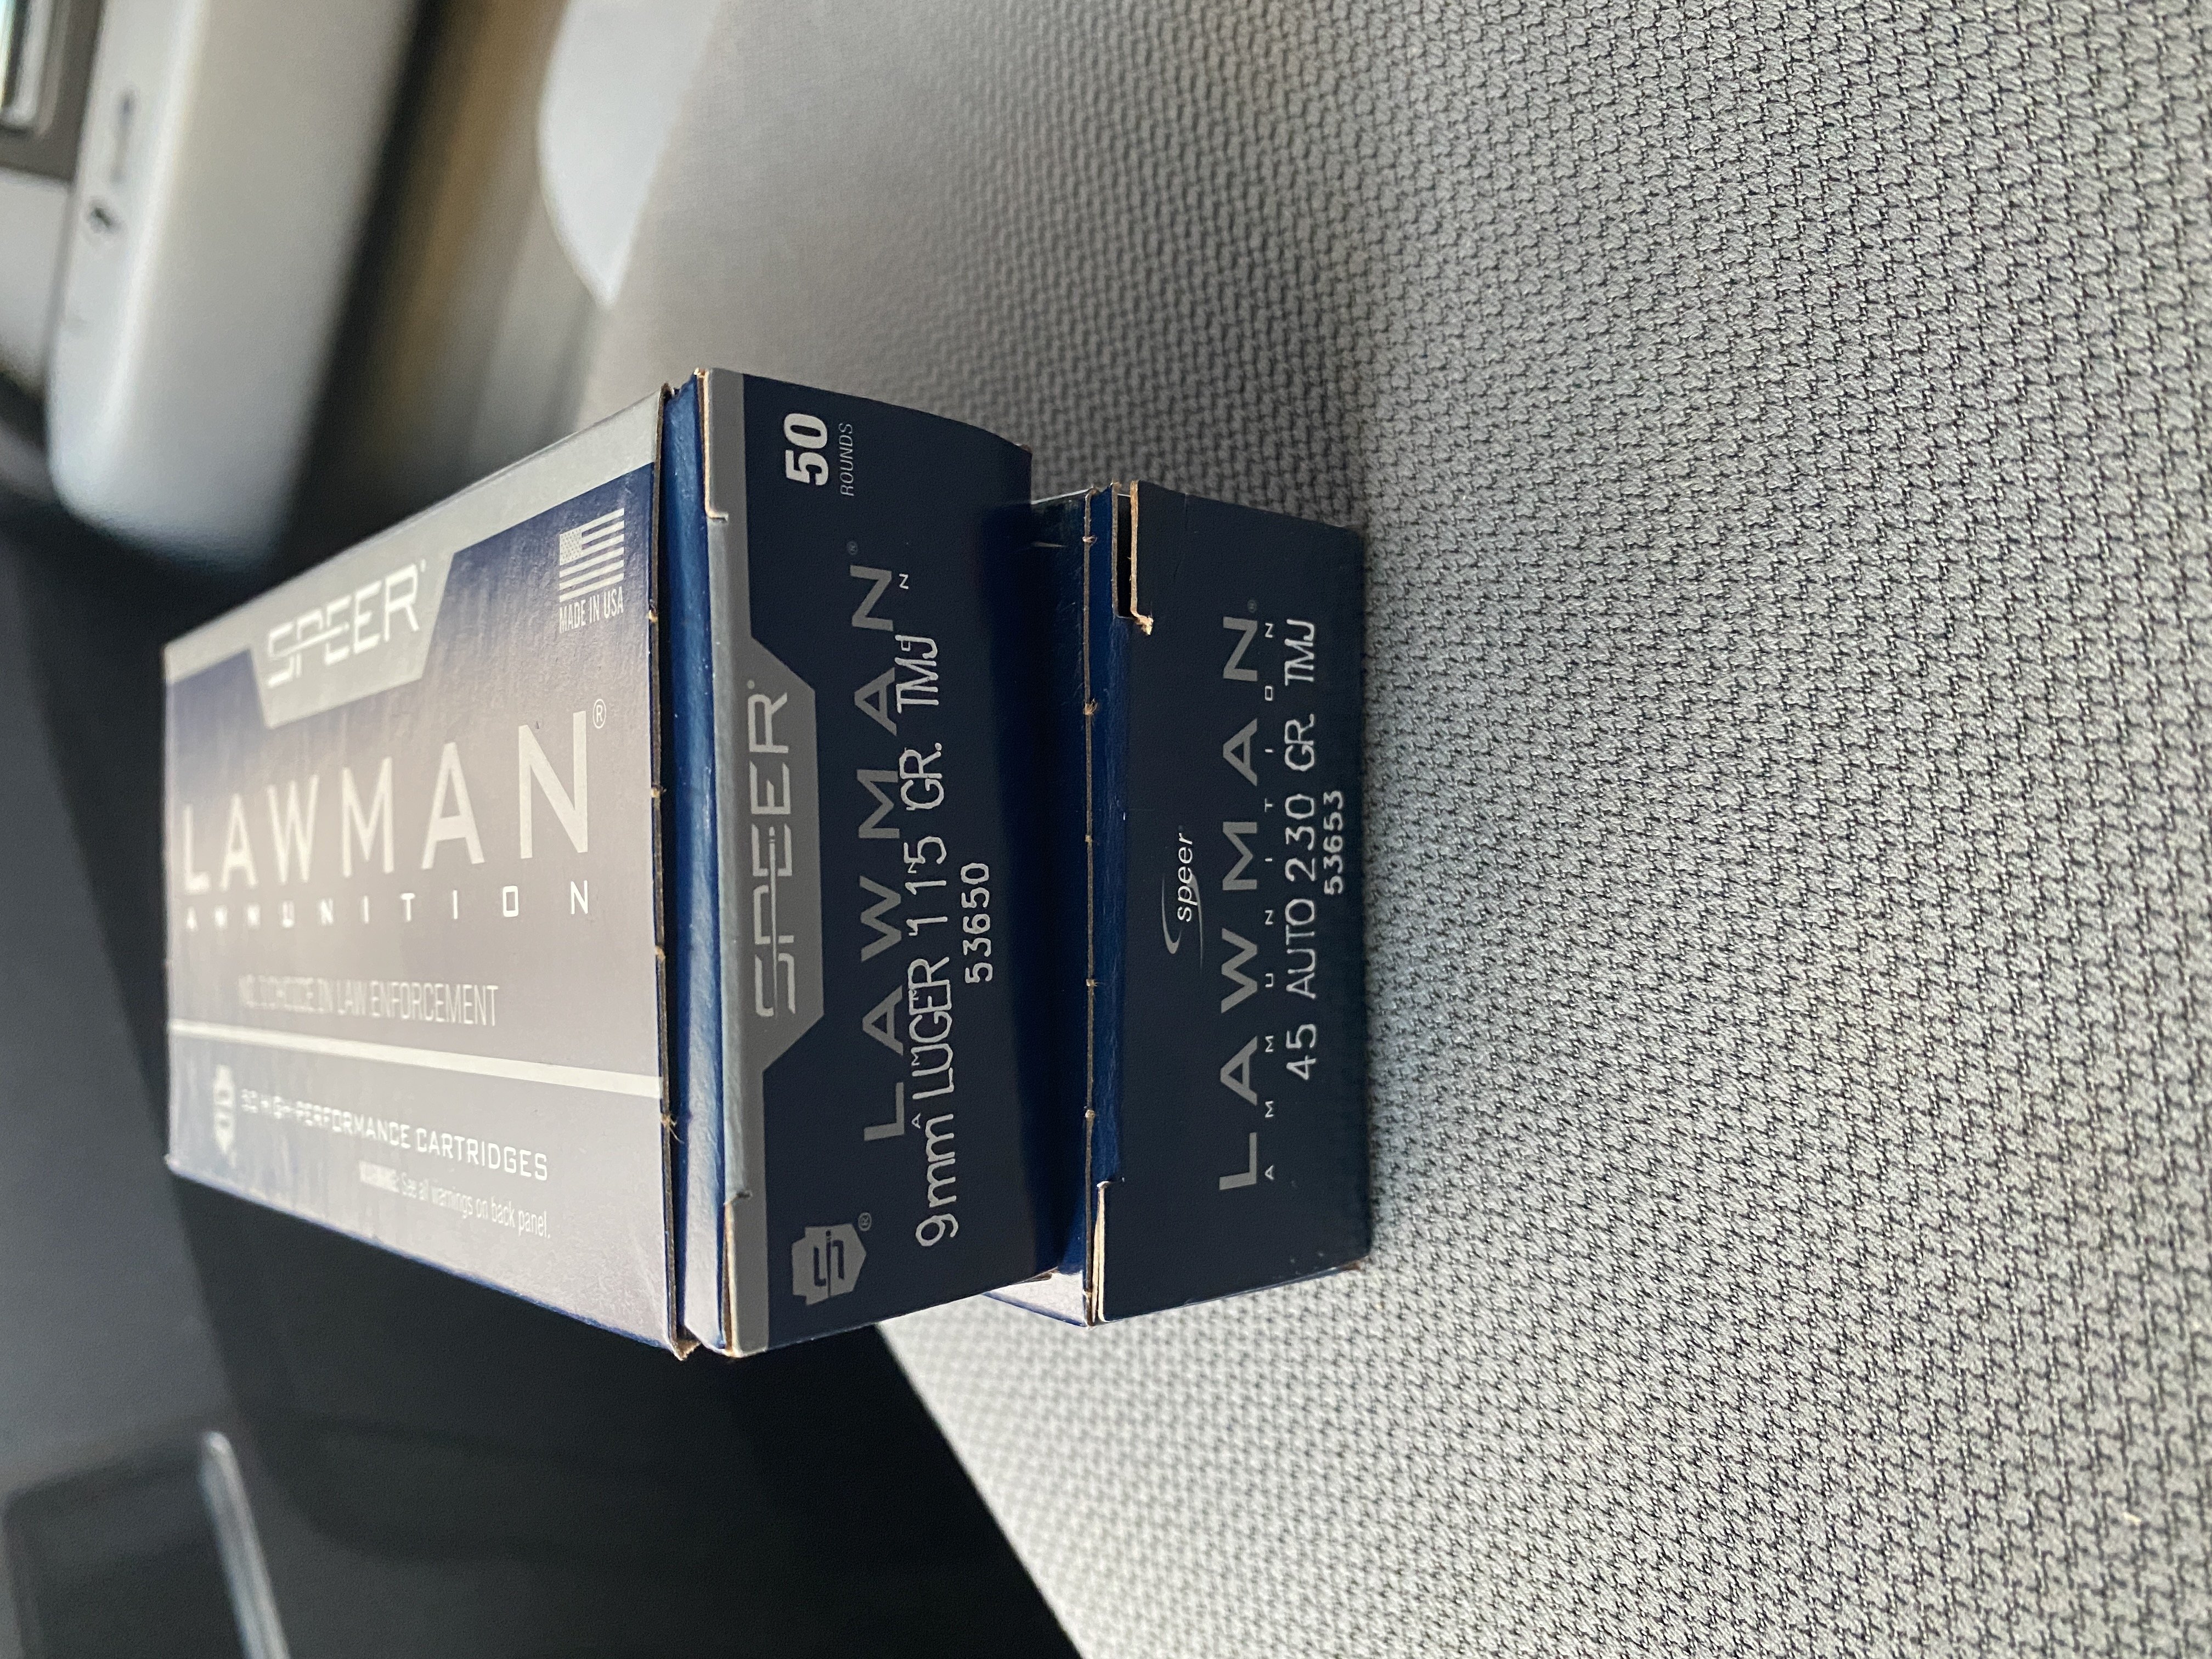 SPEER
LAWMAN®
AMMUNITION
MADE IN USA
NO. 1 CHOICE IN LAW ENFORCEMENT
50 HIGH-PERFORMANCE CARTRIDGES
WARNING: See all warnings on back panel.
SPEER
50
ROUNDS
LAWMAN®
9mm LUGER 115 GR. TMJ
53650
speer
LAWMAN®
AMMUNITION
45 AUTO 230 GR. TMJ
53653